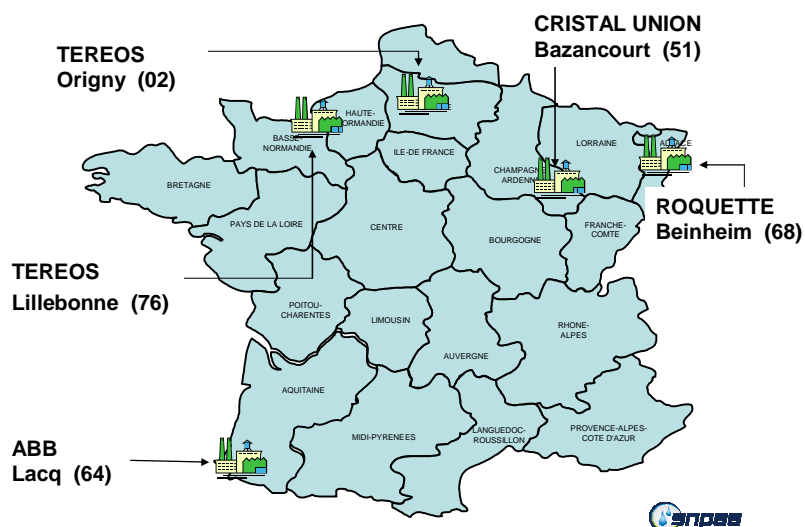 CRISTAL UNION
Bazancourt (51)
TEREOS
Origny (02)
HAUTE-
NORMANDIE
BASSE-
NORMANDIE
ILE-DE FRANCE
LORRAINE
CHAMPAGNE
ARDENNE
BRETAGNE
PAYS DE LA LOIRE
CENTRE
BOURGOGNE
FRANCHE-
COMTE
ROQUETTE
Beinheim (68)
TEREOS
Lillebonne (76)
POITOU-
CHARENTES
LIMOUSIN
AUVERGNE
RHONE-
ALPES
AQUITAINE
MIDI-PYRENEES
LANGUEDOC-
ROUSSILLON
PROVENCE-ALPES-
COTE D'AZUR
ABB
Lacq (64)
snpaa